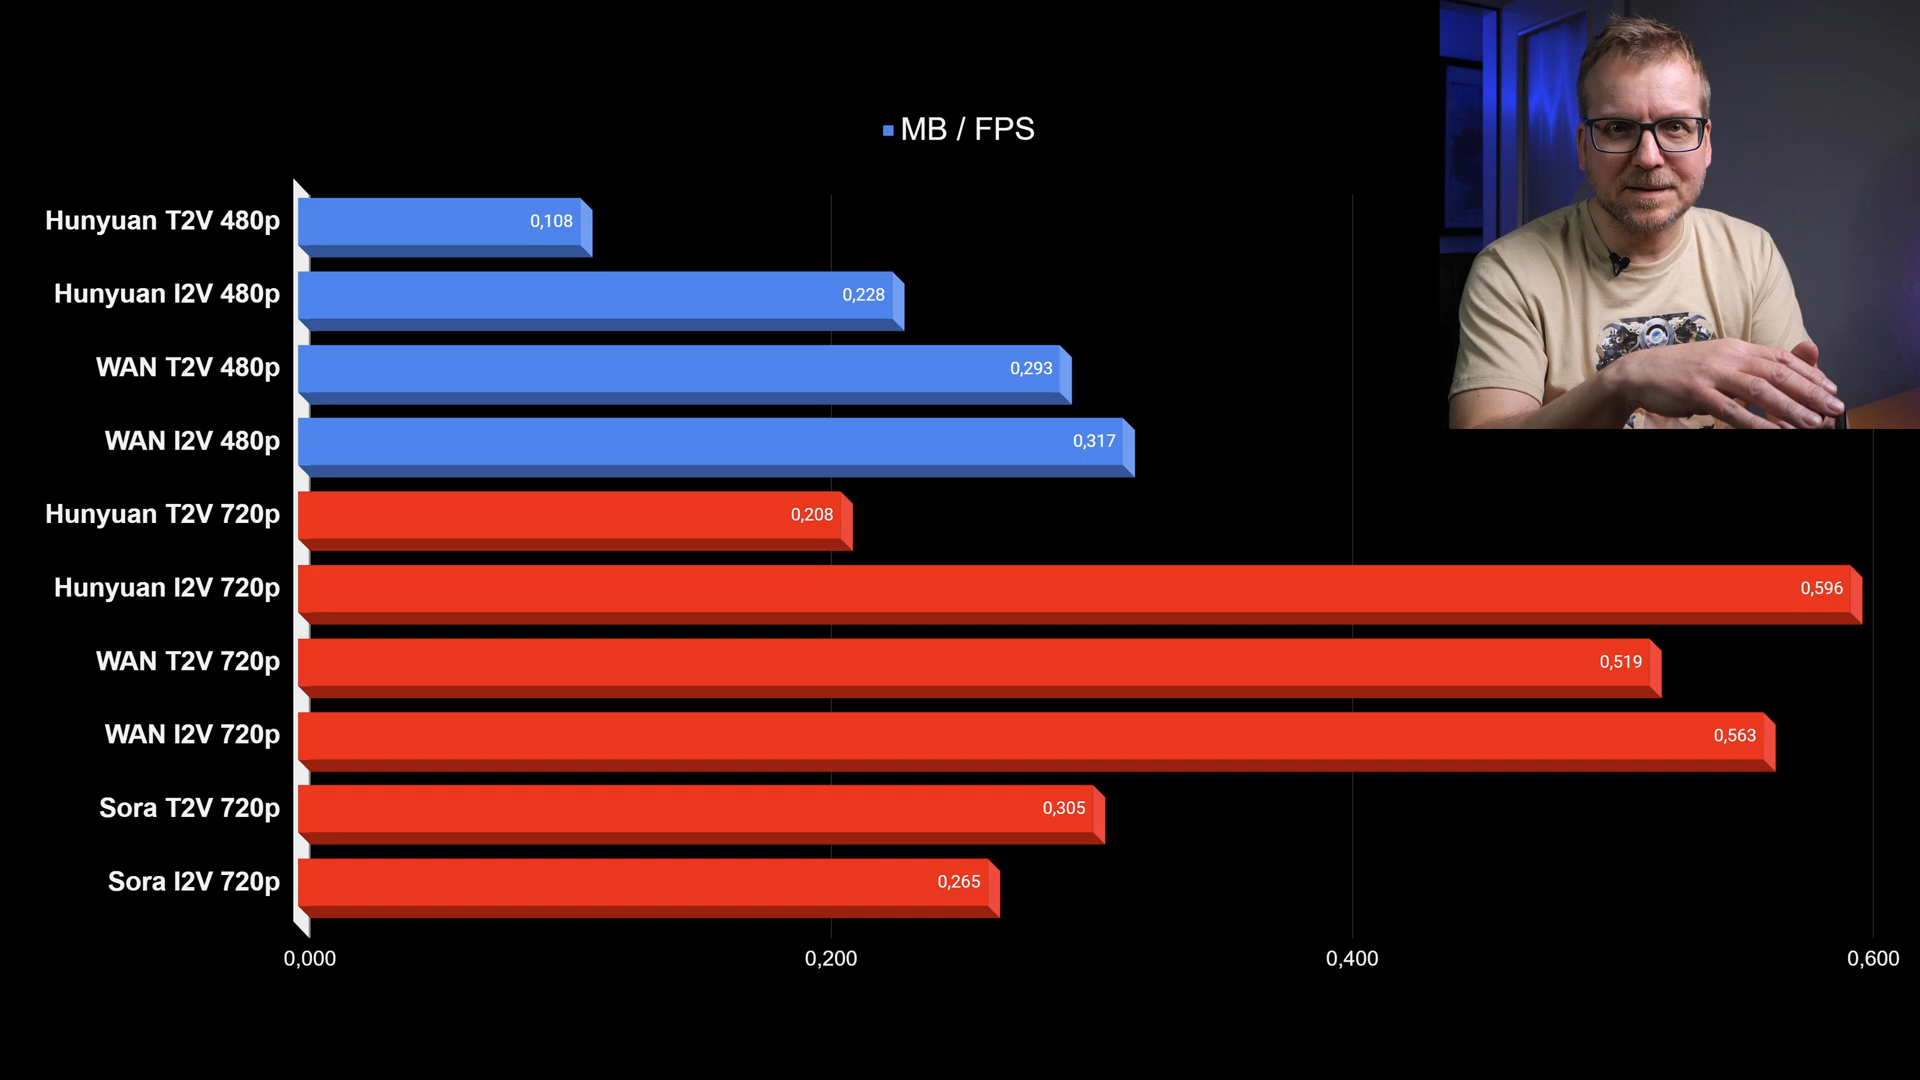 MB / FPS
Hunyuan T2V 480p 0,108
Hunyuan I2V 480p 0,228
WAN T2V 480p 0,293
WAN I2V 480p 0,317
Hunyuan T2V 720p 0,208
Hunyuan I2V 720p 0,596
WAN T2V 720p 0,519
WAN I2V 720p 0,563
Sora T2V 720p 0,305
Sora I2V 720p 0,265
0,000 0,200 0,400 0,600